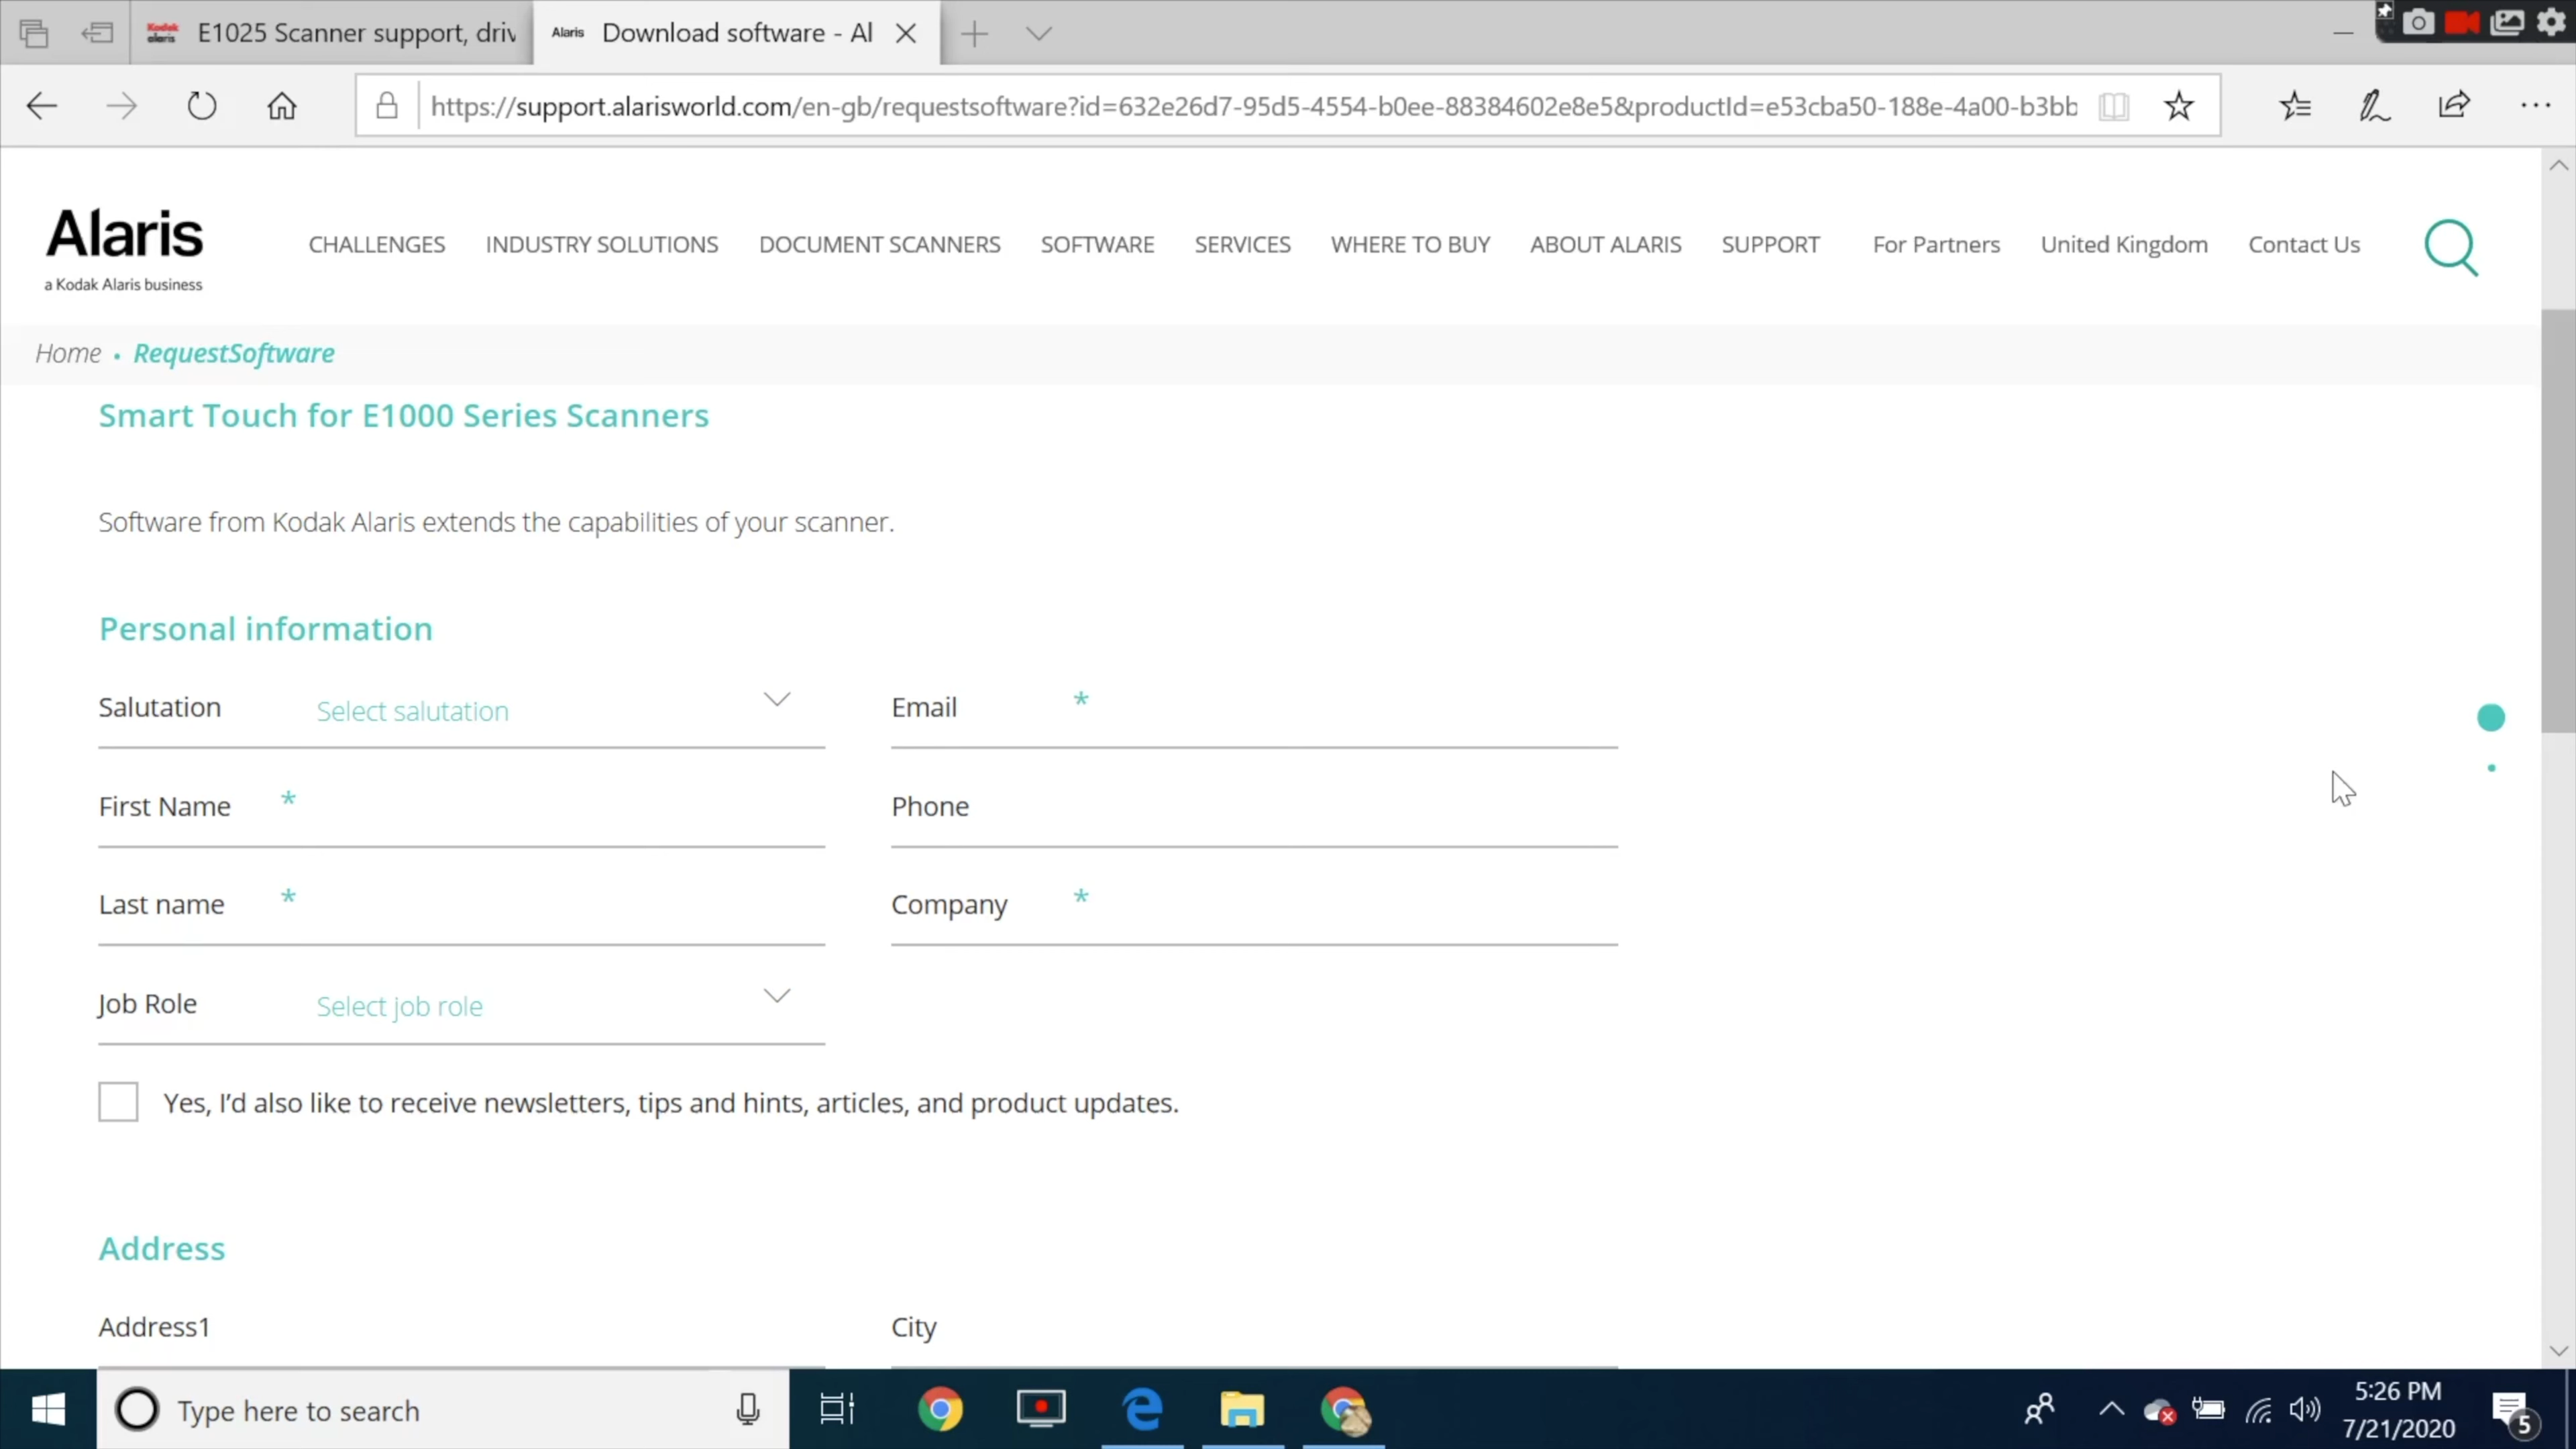 Kodak alaris E1025 Scanner support, driv
Alaris Download software - Al
https://support.alarisworld.com/en-gb/requestsoftware?id=632e26d7-95d5-4554-b0ee-88384602e8e5&productId=e53cba50-188e-4a00-b3bb
Alaris
a Kodak Alaris business
CHALLENGES INDUSTRY SOLUTIONS DOCUMENT SCANNERS SOFTWARE SERVICES WHERE TO BUY ABOUT ALARIS SUPPORT For Partners United Kingdom Contact Us
Home • RequestSoftware
Smart Touch for E1000 Series Scanners
Software from Kodak Alaris extends the capabilities of your scanner.
Personal information
Salutation Select salutation
Email *
First Name *
Phone
Last name *
Company *
Job Role Select job role
Yes, I’d also like to receive newsletters, tips and hints, articles, and product updates.
Address
Address1
City
Type here to search
5:26 PM
7/21/2020
5